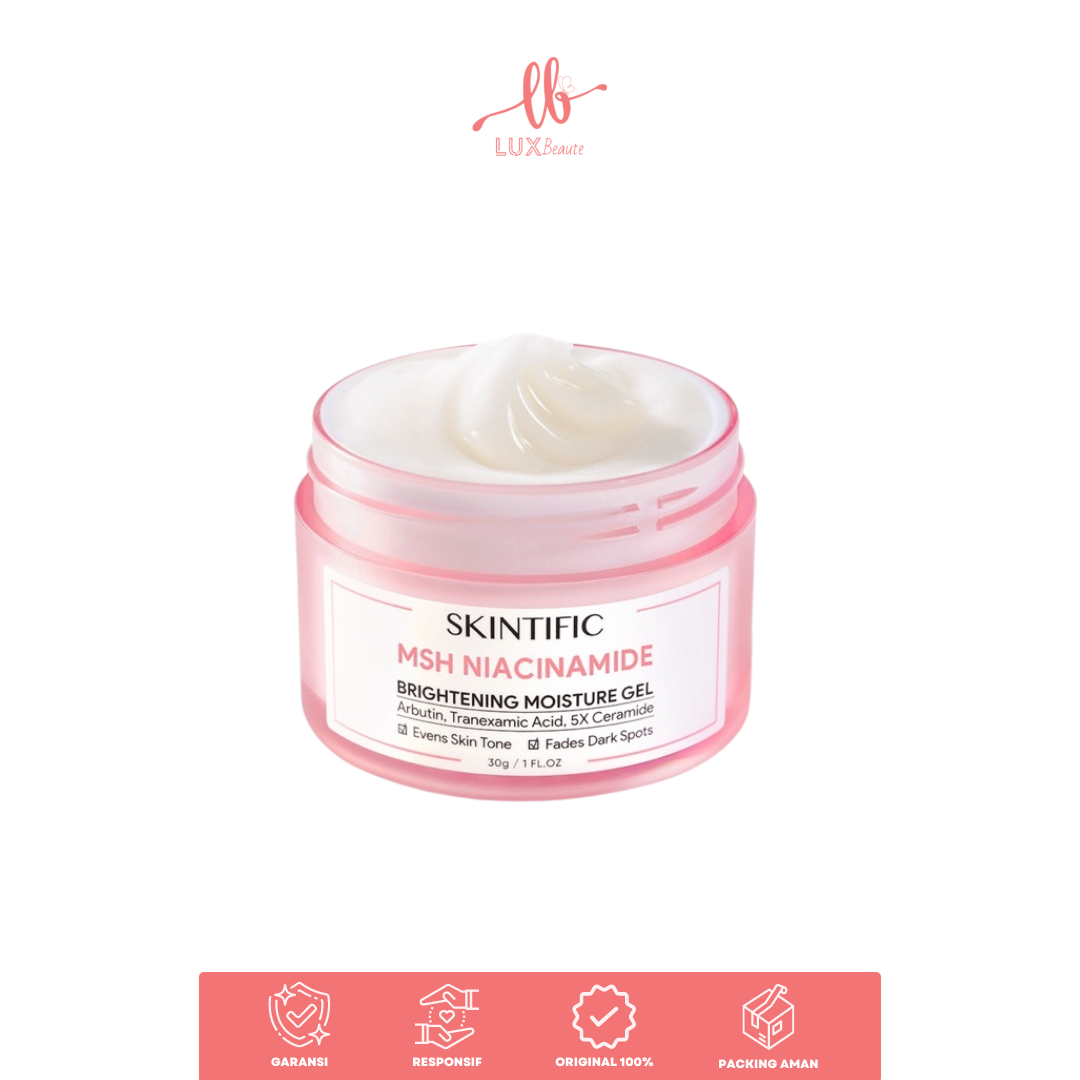 lb
LUX Beaute
SKINTIFIC
MSH NIACINAMIDE
BRIGHTENING MOISTURE GEL
Arbutin, Tranexamic Acid, 5X Ceramide
☑ Evens Skin Tone ☑ Fades Dark Spots
30g / 1 FL.OZ
GARANSI
RESPONSIF
ORIGINAL 100%
PACKING AMAN